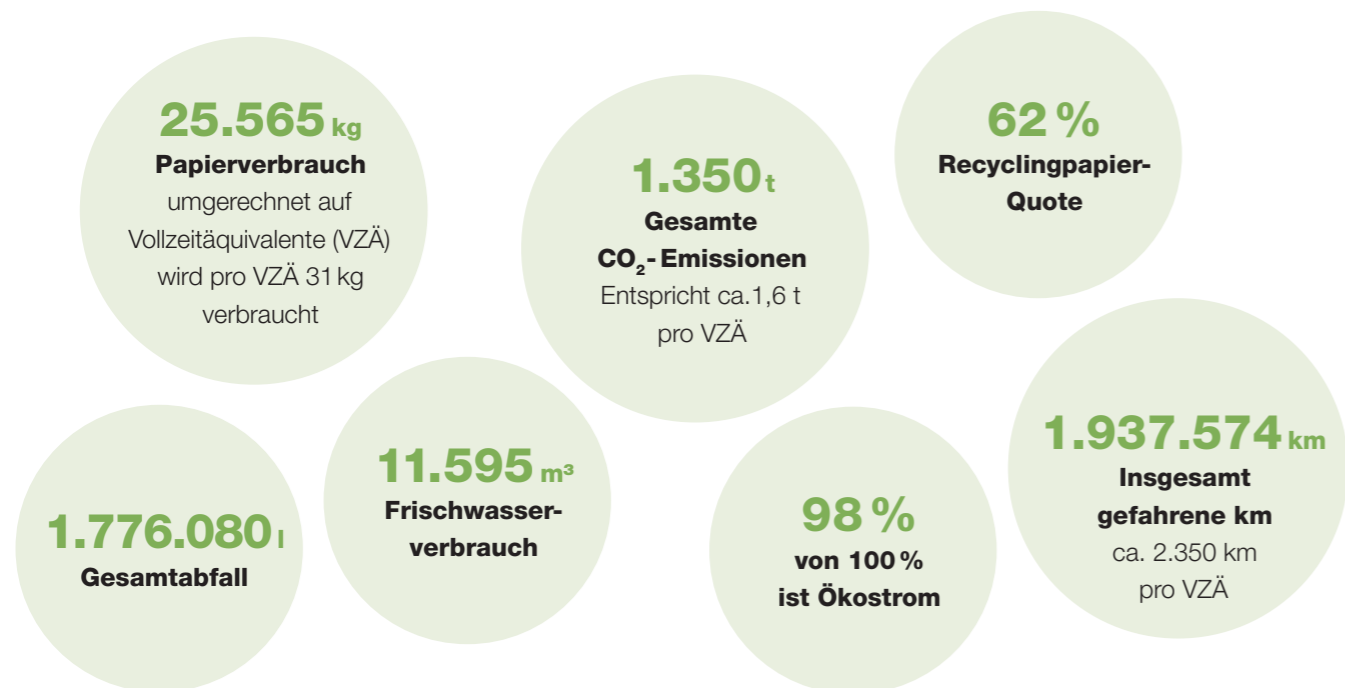 25.565 kg
Papierverbrauch
umgerechnet auf
Vollzeitäquivalente (VZÄ)
wird pro VZÄ 31 kg
verbraucht
1.350 t
Gesamte
CO₂-Emissionen
Entspricht ca.1,6 t
pro VZÄ
62 %
Recyclingpapier-
Quote
1.776.080 l
Gesamtabfall
11.595 m³
Frischwasser-
verbrauch
98 %
von 100 %
ist Ökostrom
1.937.574 km
Insgesamt
gefahrene km
ca. 2.350 km
pro VZÄ